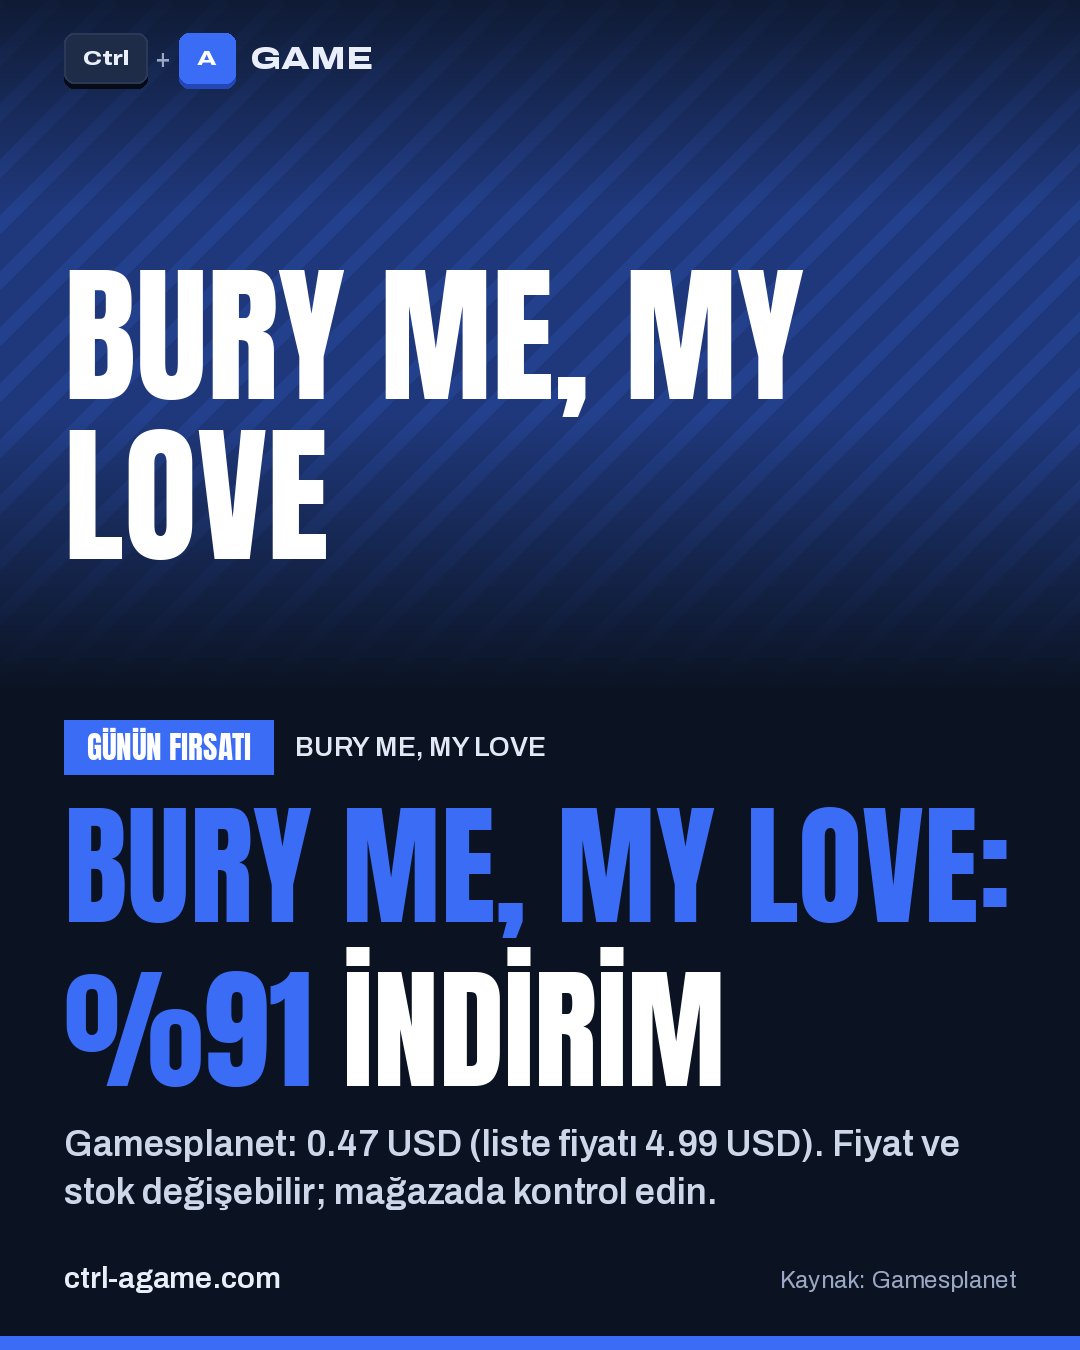 Ctrl + A GAME
BURY ME, MY
LOVE
GÜNÜN FIRSATI BURY ME, MY LOVE
BURY ME, MY LOVE:
%91 İNDİRİM
Gamesplanet: 0.47 USD (liste fiyatı 4.99 USD). Fiyat ve
stok değişebilir; mağazada kontrol edin.
ctrl-agame.com Kaynak: Gamesplanet